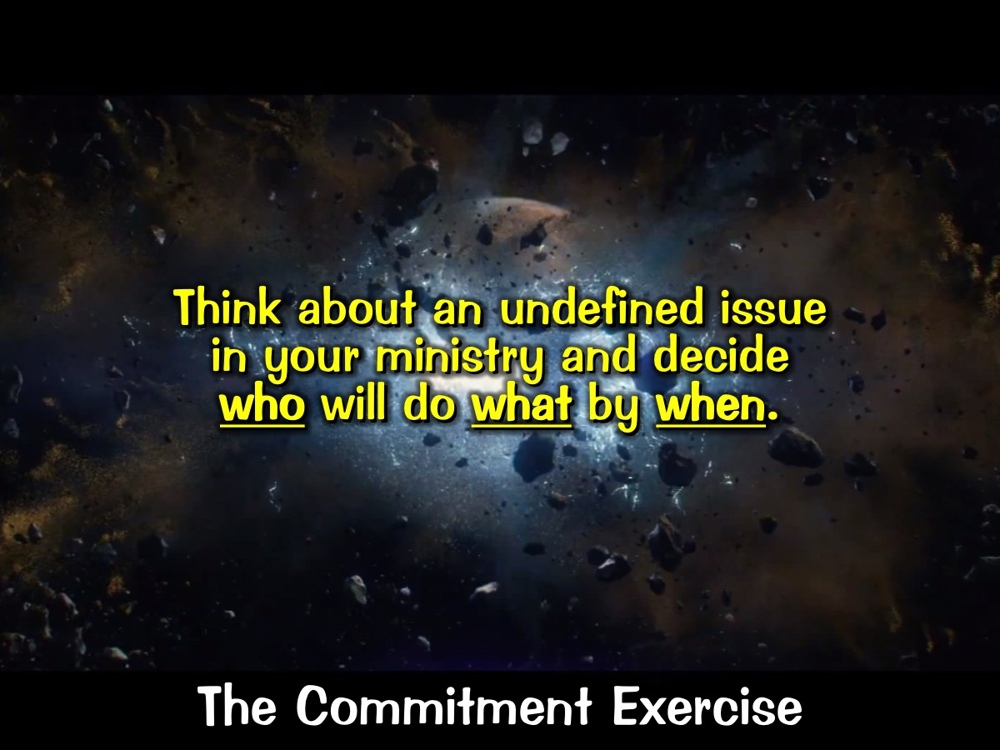 Think about an undefined issue
in your ministry and decide
who will do what by when.
The Commitment Exercise